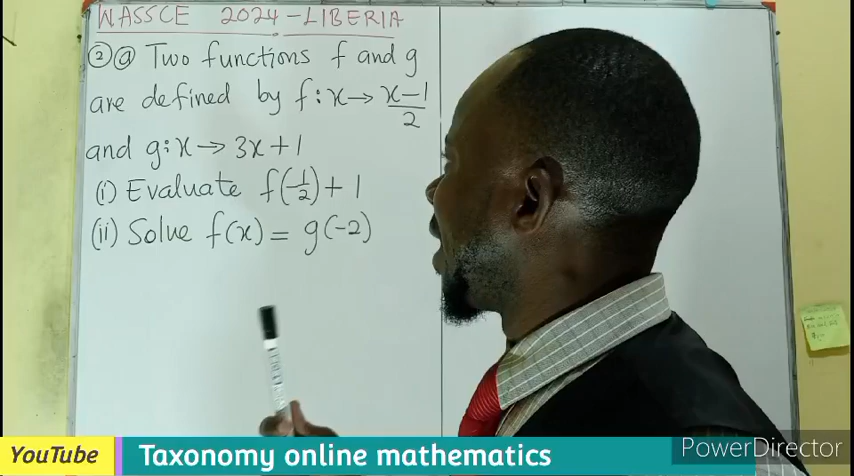 WASSCE 2024 - LIBERIA
② ⓐ Two functions f and g
are defined by f: x → (x-1)/2
and g: x → 3x + 1
(i) Evaluate f(-1/2) + 1
(ii) Solve f(x) = g(-2)
YouTube Taxonomy online mathematics
PowerDirector